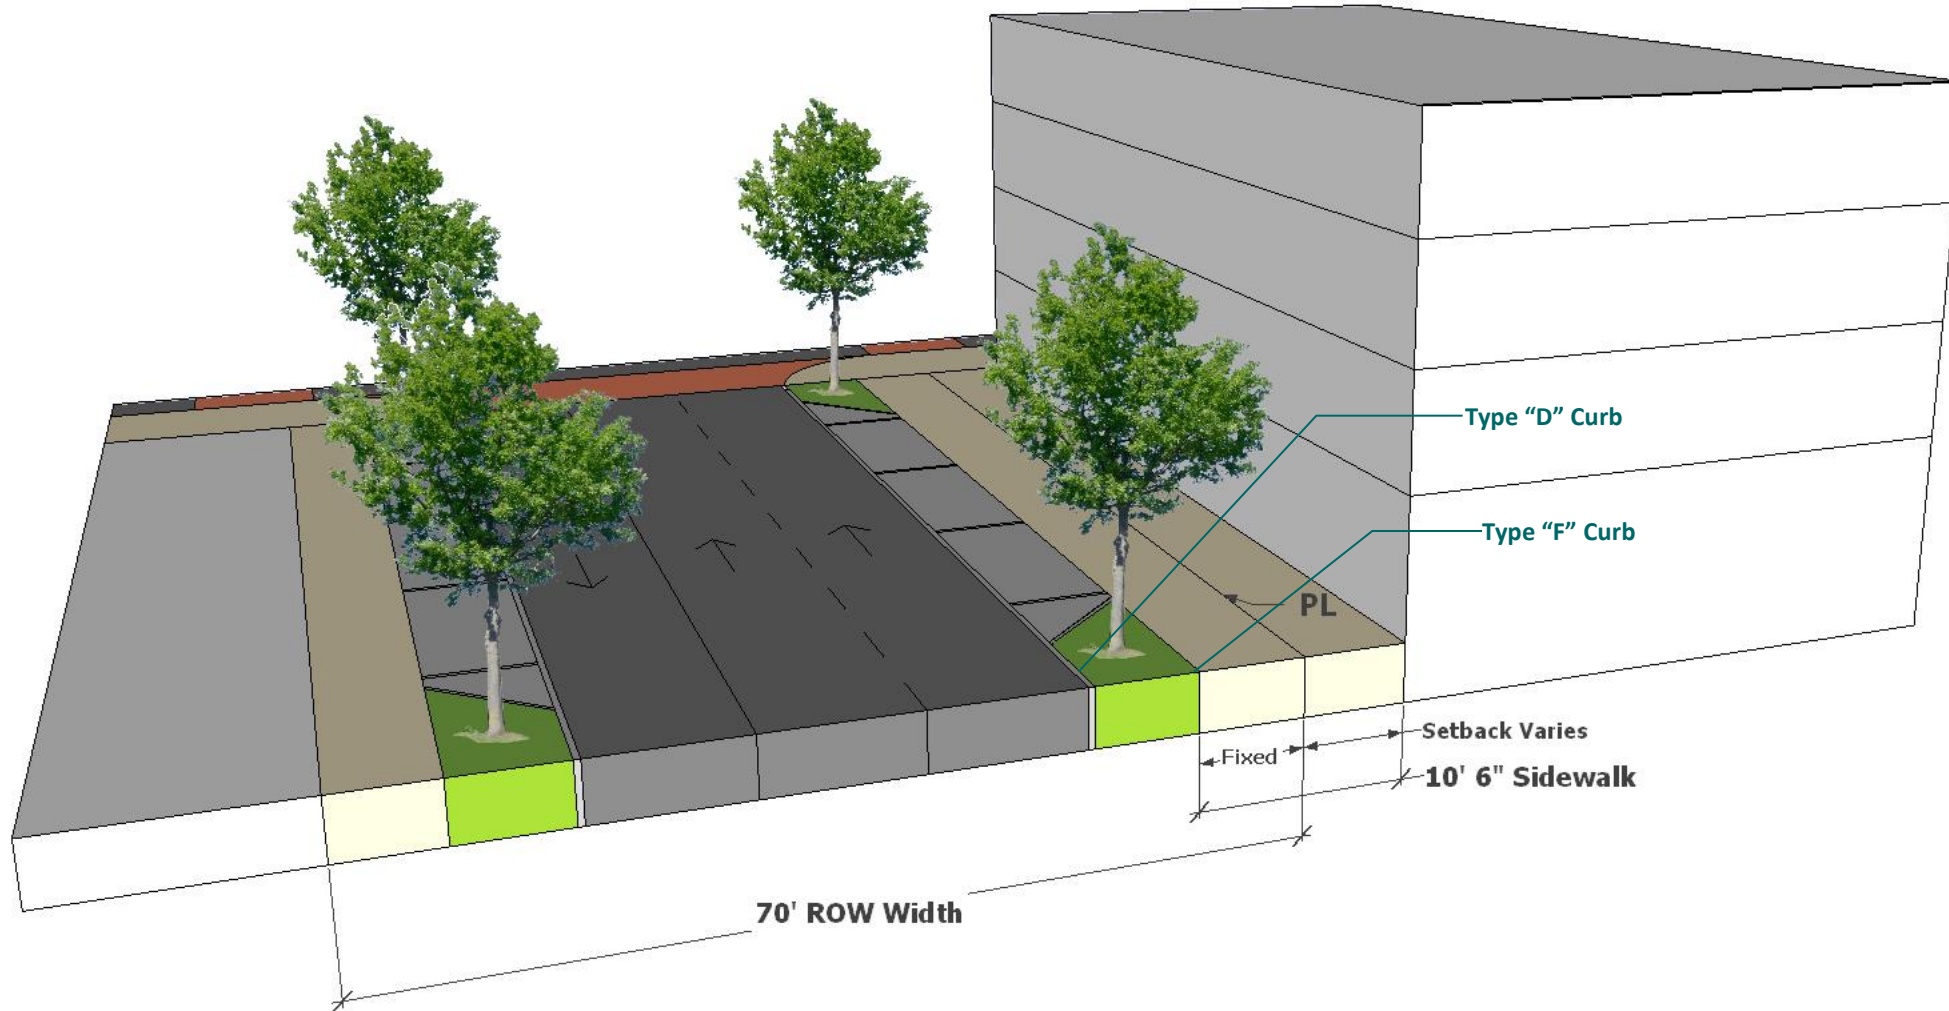 Type “D” Curb
Type “F” Curb
PL
Setback Varies
Fixed
10' 6" Sidewalk
70' ROW Width